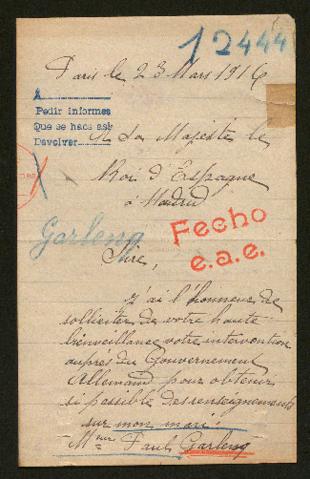 12444
Paris le 23 Mars 1916
A
Pedir informes
Que se hace así
Devolver
A Sa Majesté le
Roi d'Espagne
à Madrid
Garleng
Fecho
e.a.e.
Sire,
J'ai l'honneur de
solliciter de votre haute
bienveillance votre intervention
auprès du Gouvernement
Allemand pour obtenir
si possible des renseignements
sur mon mari:
Mr Paul Garleng